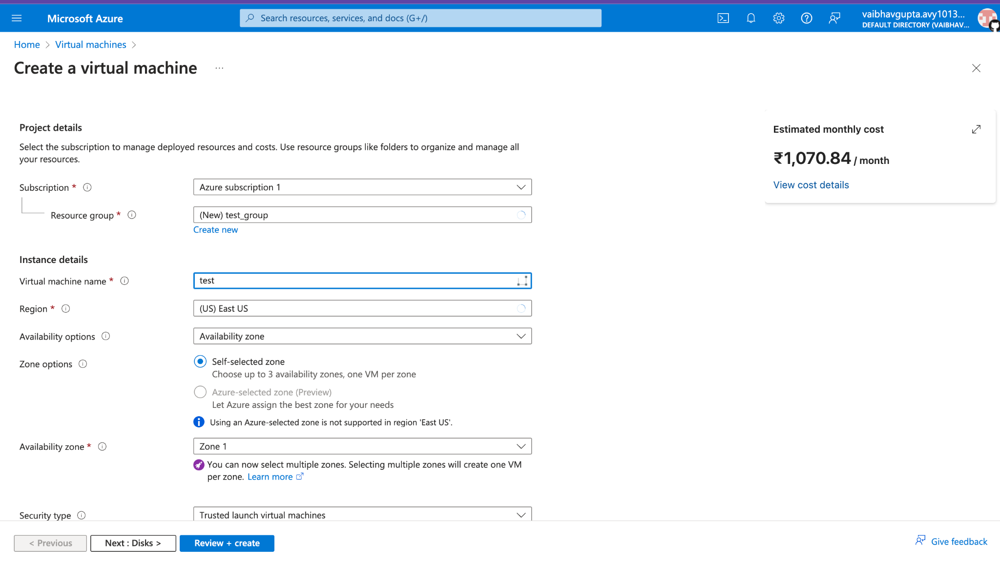 Microsoft Azure
Search resources, services, and docs (G+/)
vaibhavgupta.avy1013...
DEFAULT DIRECTORY (VAIBHAV...
Home > Virtual machines >
Create a virtual machine ...
Project details
Select the subscription to manage deployed resources and costs. Use resource groups like folders to organize and manage all
your resources.
Subscription *
Azure subscription 1
Resource group *
(New) test_group
Create new
Instance details
Virtual machine name *
test
Region *
(US) East US
Availability options
Availability zone
Zone options
Self-selected zone
Choose up to 3 availability zones, one VM per zone
Azure-selected zone (Preview)
Let Azure assign the best zone for your needs
Using an Azure-selected zone is not supported in region 'East US'.
Availability zone *
Zone 1
You can now select multiple zones. Selecting multiple zones will create one VM
per zone. Learn more
Security type
Trusted launch virtual machines
Estimated monthly cost
₹1,070.84 / month
View cost details
< Previous
Next : Disks >
Review + create
Give feedback